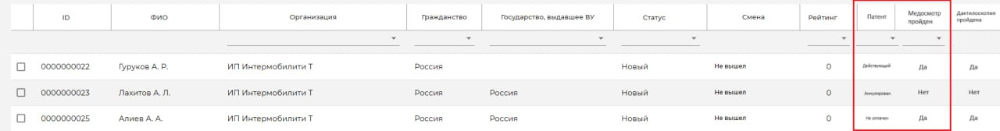 ID ФИО Организация Гражданство Государство, выдавшее ВУ Статус Смена Рейтинг Патент Медосмотр пройден Дактилоскопия пройдена
0000000022 Гуруков А. Р. ИП Интермобилити Т Россия Новый Не вышел 0 Действующий Да Да
0000000023 Лахитов А. Л. ИП Интермобилити Т Россия Россия Новый Не вышел 0 Аннулирован Нет Нет
0000000025 Алиев А. А. ИП Интермобилити Т Россия Россия Новый Не вышел 0 Не оплачен Да Да